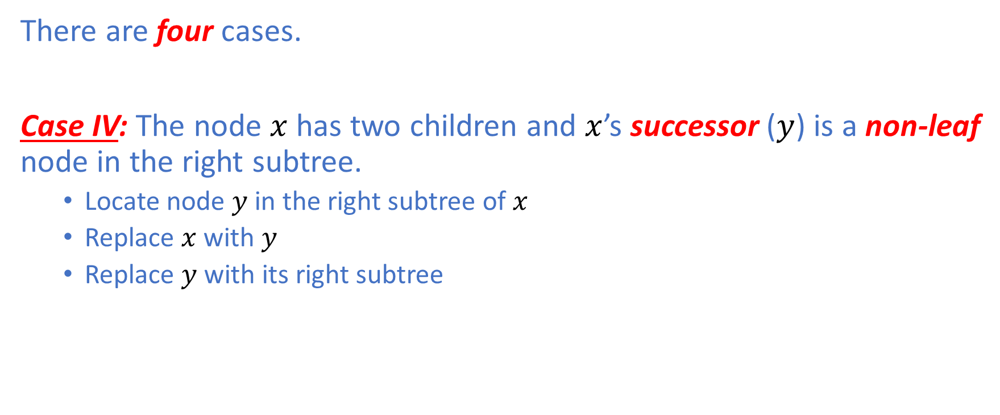 There are four cases.
Case IV: The node x has two children and x’s successor (y) is a non-leaf
node in the right subtree.
• Locate node y in the right subtree of x
• Replace x with y
• Replace y with its right subtree